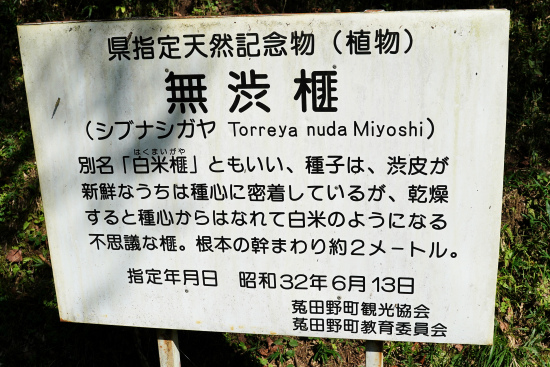 県指定天然記念物（植物）
無渋榧
（シブナシガヤ Torreya nuda Miyoshi）
はくまいがや
別名「白米榧」ともいい、種子は、渋皮が
新鮮なうちは種心に密着しているが、乾燥
すると種心からはなれて白米のようになる
不思議な榧。根本の幹まわり約2メートル。
指定年月日 昭和32年6月13日
菟田野町観光協会
菟田野町教育委員会